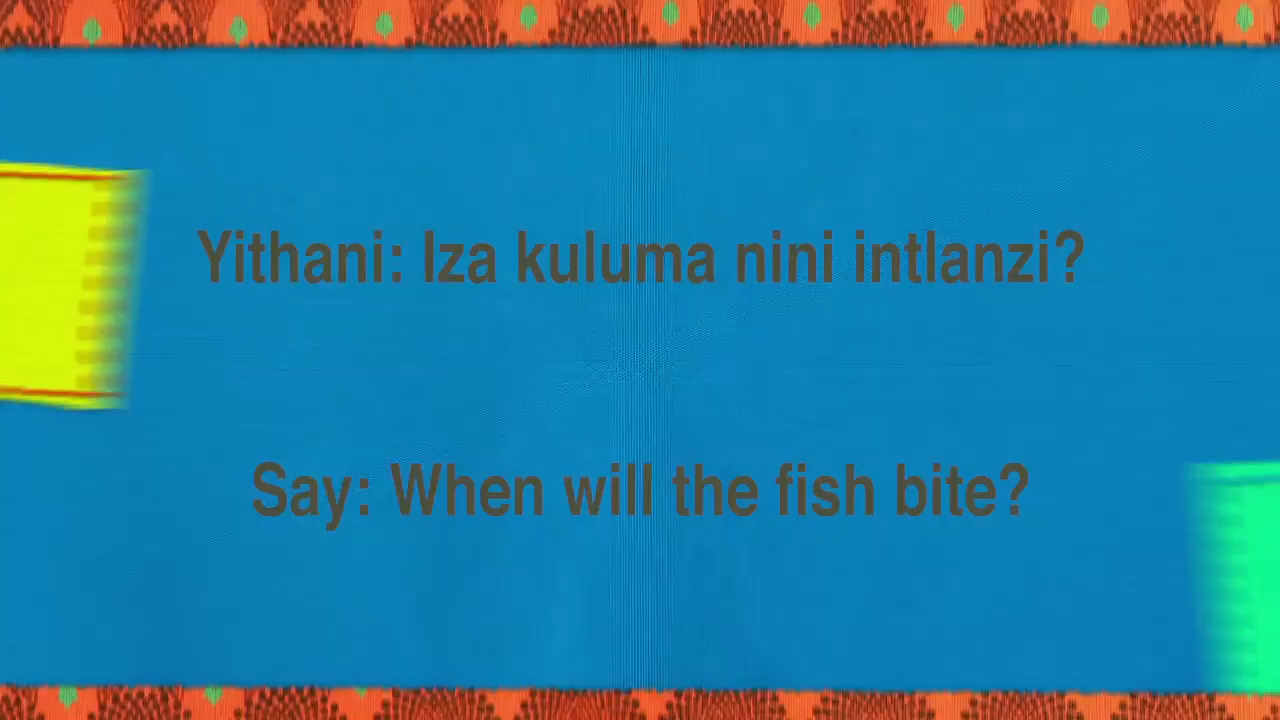 Yithani: Iza kuluma nini intlanzi?
Say: When will the fish bite?